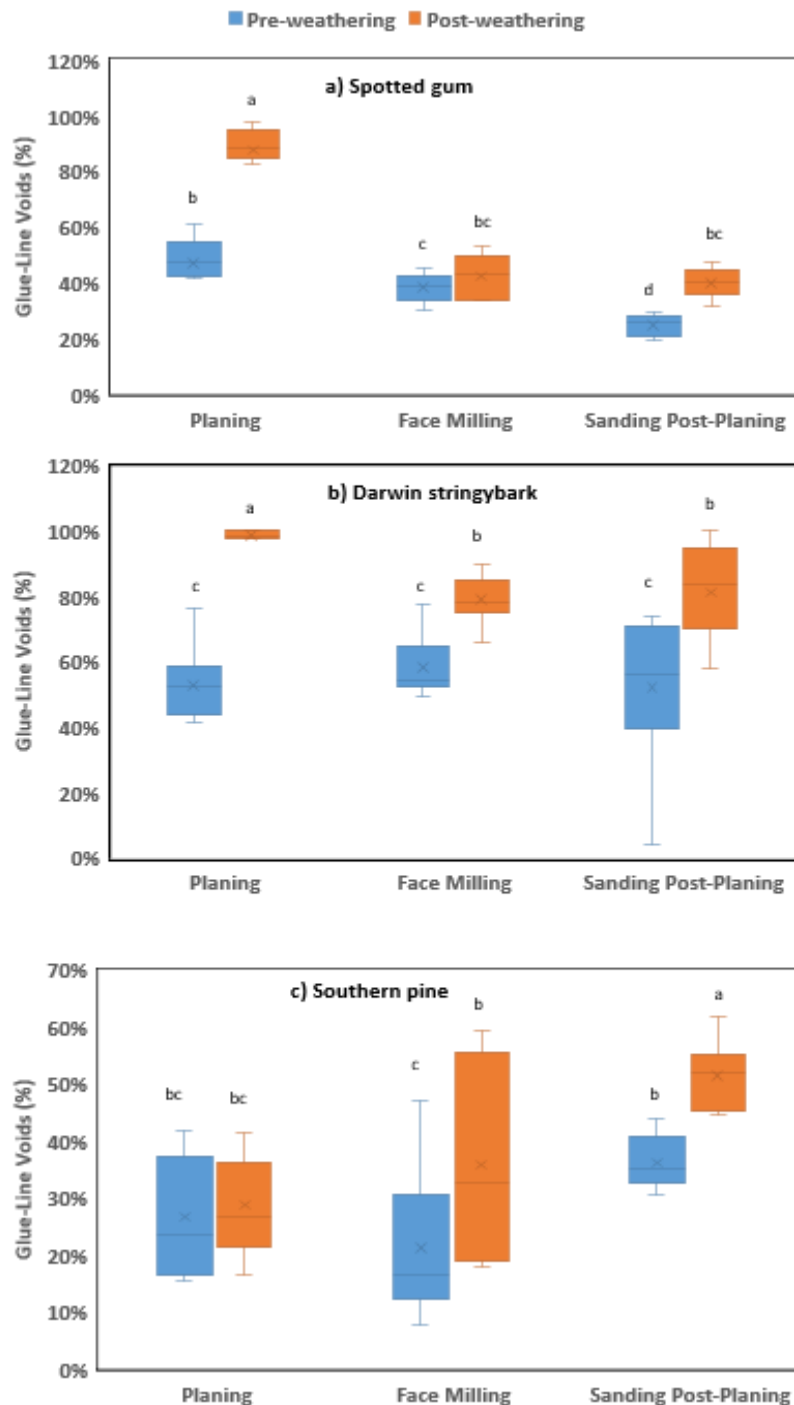 Pre-weathering Post-weathering
a) Spotted gum
Glue-Line Voids (%)
120%
100%
80%
60%
40%
20%
0%
b
a
c
bc
d
bc
Planing Face Milling Sanding Post-Planing
b) Darwin stringybark
Glue-Line Voids (%)
120%
100%
80%
60%
40%
20%
0%
c
a
c
b
c
b
Planing Face Milling Sanding Post-Planing
c) Southern pine
Glue-Line Voids (%)
70%
60%
50%
40%
30%
20%
10%
0%
bc
bc
c
b
b
a
Planing Face Milling Sanding Post-Planing